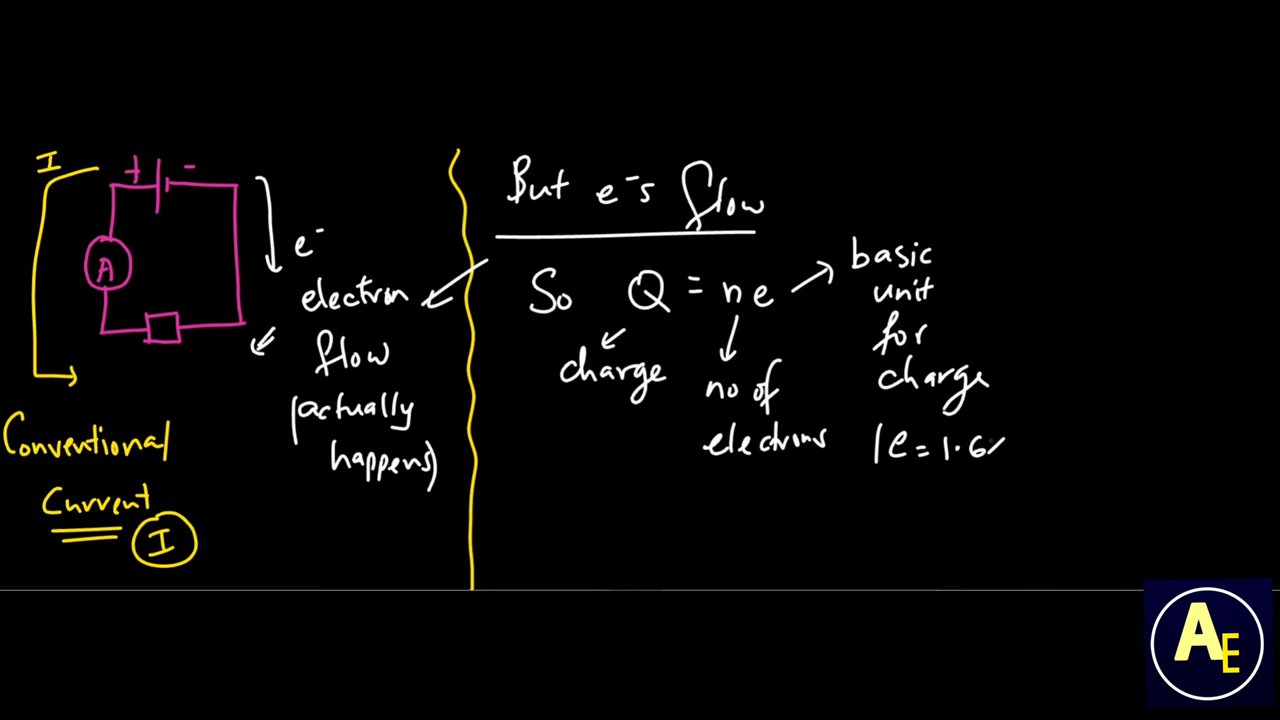 I
+ -
A
e⁻
electron
flow
(actually
happens)
Conventional
Current
I
But e⁻s flow
So Q = ne
charge
no of
electrons
basic
unit
for
charge
1e = 1.6
AE